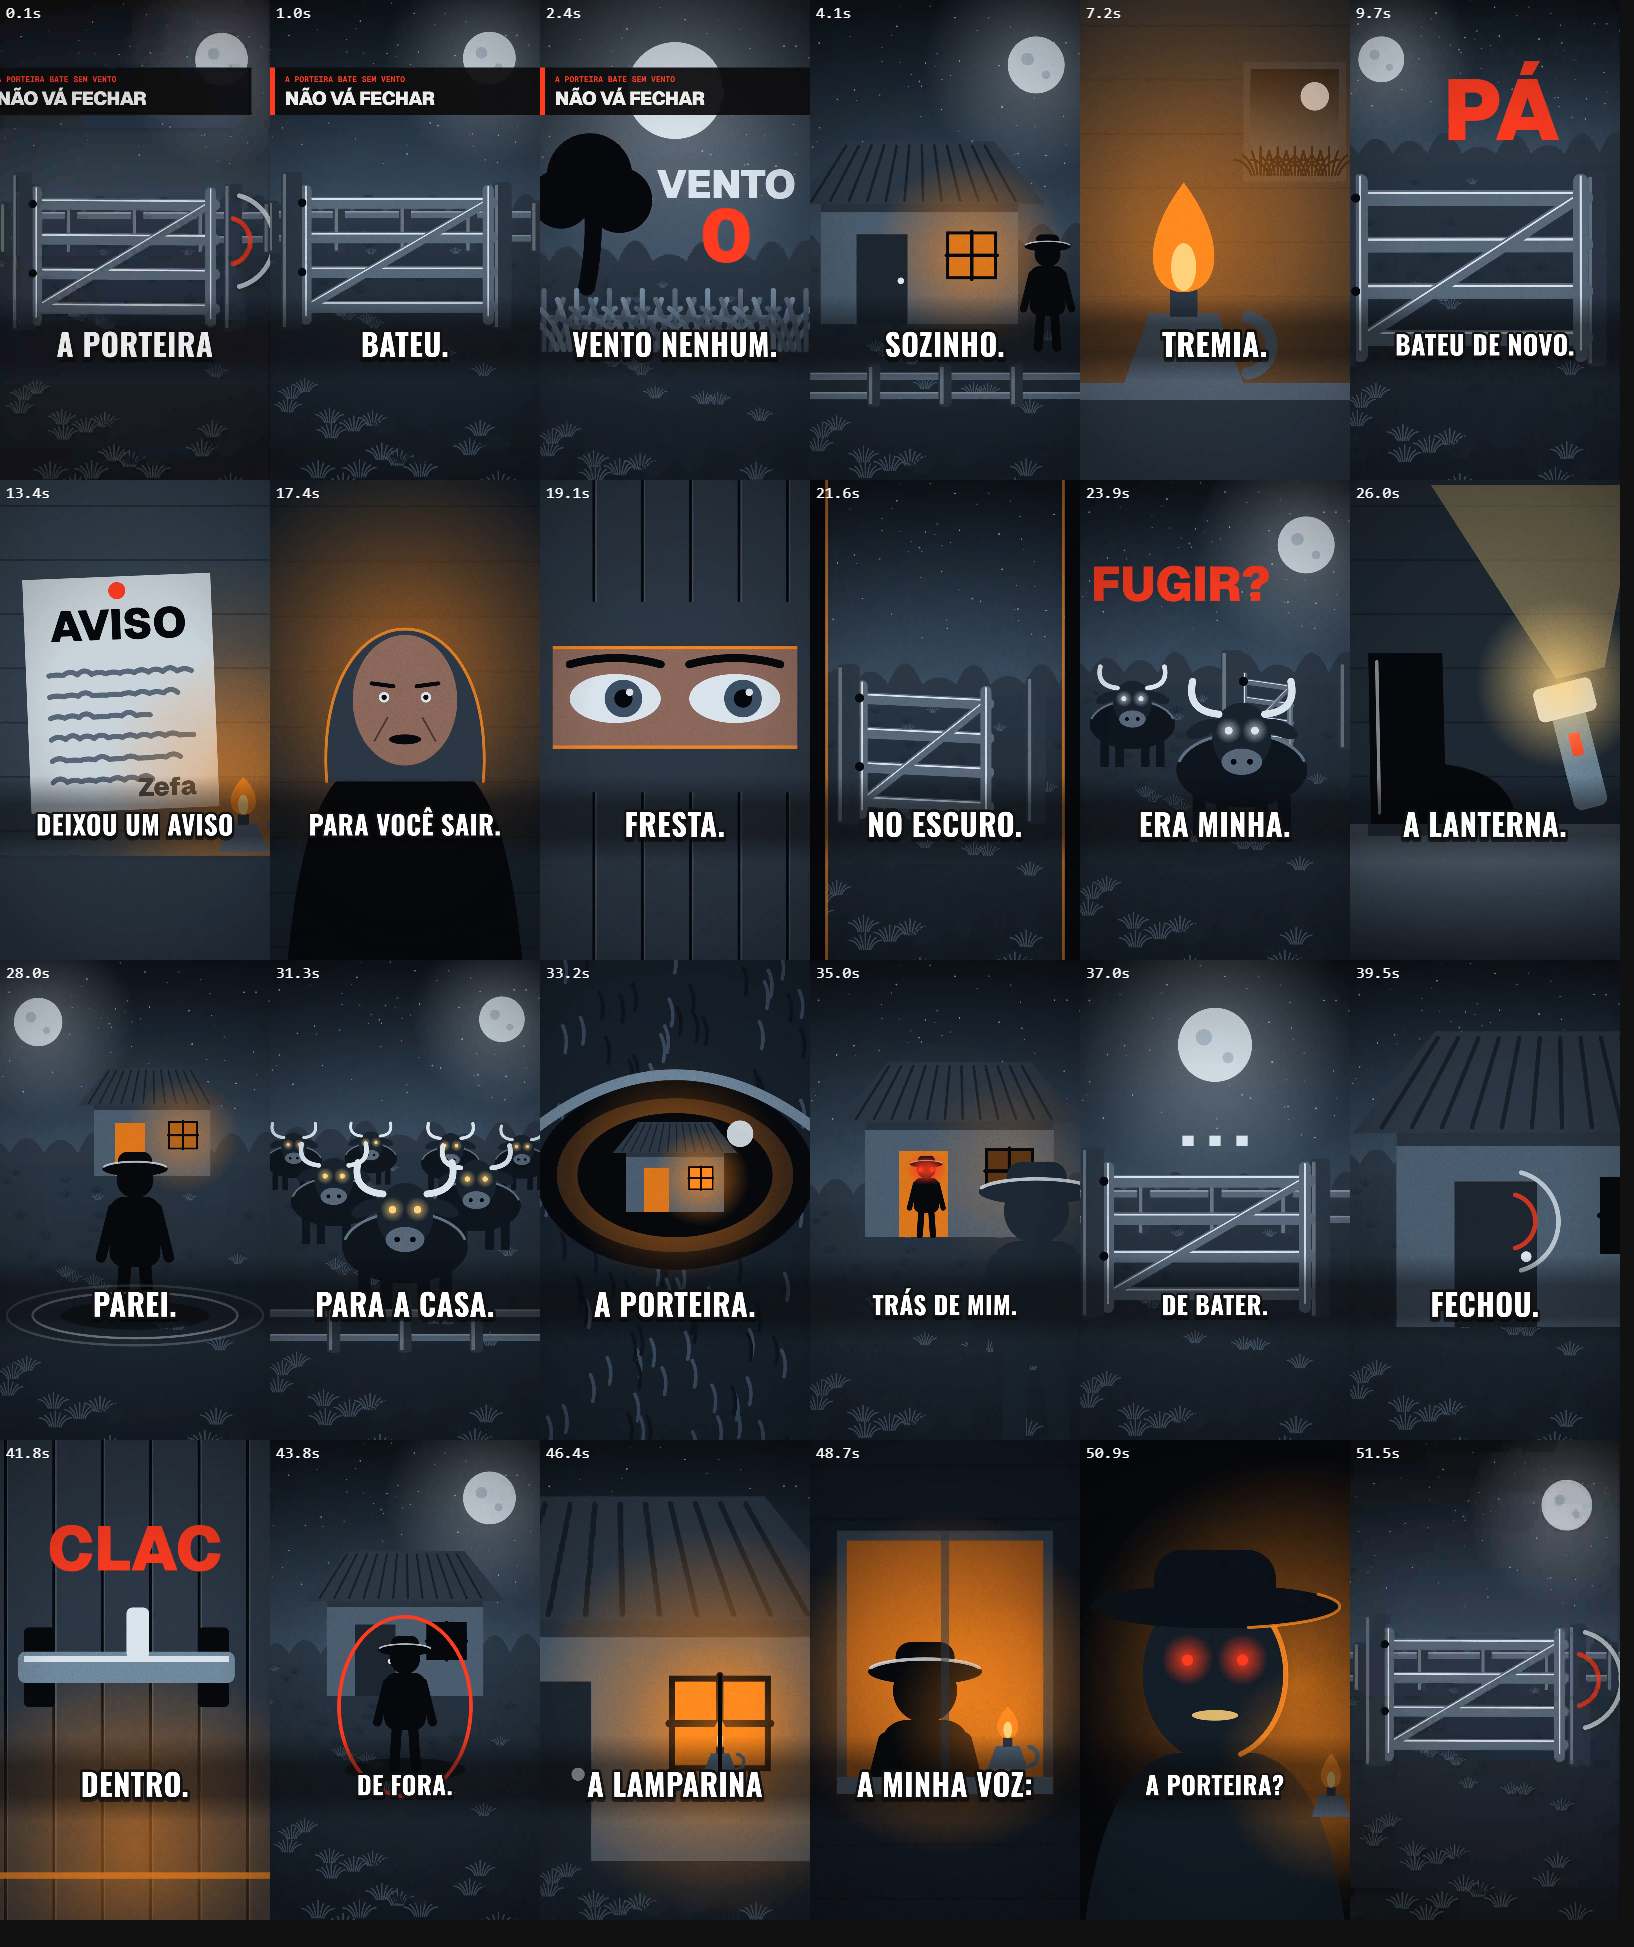 0.1s
A PORTEIRA BATE SEM VENTO
NÃO VÁ FECHAR
A PORTEIRA
1.0s
A PORTEIRA BATE SEM VENTO
NÃO VÁ FECHAR
BATEU.
2.4s
A PORTEIRA BATE SEM VENTO
NÃO VÁ FECHAR
VENTO
0
VENTO NENHUM.
4.1s
SOZINHO.
7.2s
TREMIA.
9.7s
PÁ
BATEU DE NOVO.
13.4s
AVISO
Zefa
DEIXOU UM AVISO
17.4s
PARA VOCÊ SAIR.
19.1s
FRESTA.
21.6s
NO ESCURO.
23.9s
FUGIR?
ERA MINHA.
26.0s
A LANTERNA.
28.0s
PAREI.
31.3s
PARA A CASA.
33.2s
A PORTEIRA.
35.0s
TRÁS DE MIM.
37.0s
...
DE BATER.
39.5s
FECHOU.
41.8s
CLAC
DENTRO.
43.8s
DE FORA.
46.4s
A LAMPARINA
48.7s
A MINHA VOZ:
50.9s
A PORTEIRA?
51.5s